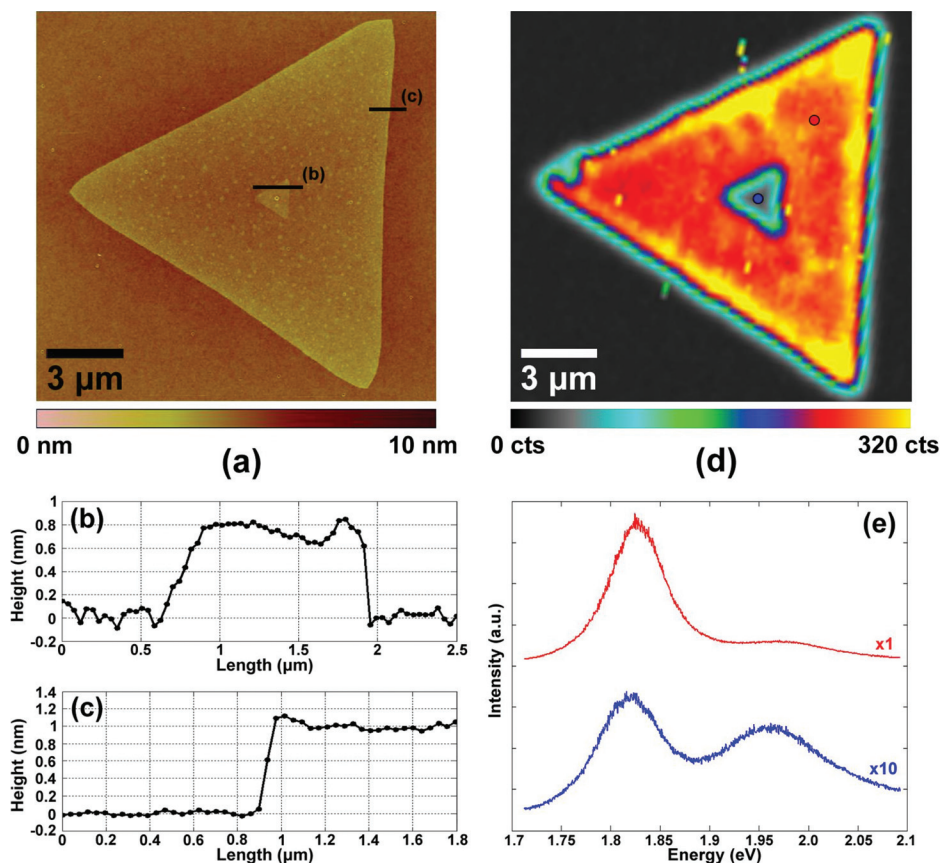 (c)
(b)
3 μm
3 μm
0 nm
10 nm
0 cts
320 cts
(a)
(d)
(b)
Height (nm)
1
0.8
0.6
0.4
0.2
0
-0.2
0
0.5
1
1.5
2
2.5
Length (μm)
(c)
Height (nm)
1.4
1.2
1
0.8
0.6
0.4
0.2
0
-0.2
0
0.2
0.4
0.6
0.8
1
1.2
1.4
1.6
1.8
Length (μm)
(e)
Intensity (a.u.)
x1
x10
1.7
1.75
1.8
1.85
1.9
1.95
2
2.05
2.1
Energy (eV)